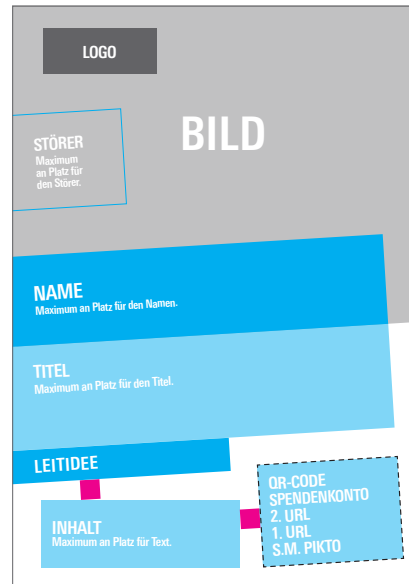 LOGO
BILD
STÖRER
Maximum
an Platz für
den Störer.
NAME
Maximum an Platz für den Namen.
TITEL
Maximum an Platz für den Titel.
LEITIDEE
INHALT
Maximum an Platz für Text.
QR-CODE
SPENDENKONTO
2. URL
1. URL
S.M. PIKTO